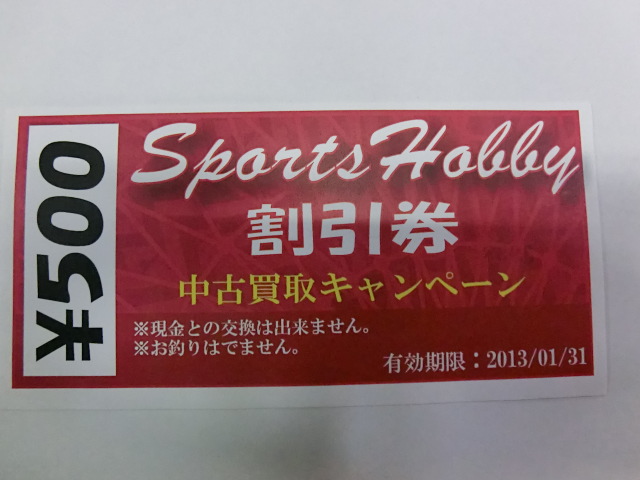 ¥500
SportsHobby
割引券
中古買取キャンペーン
※現金との交換は出来ません。
※お釣りはでません。
有効期限：2013/01/31